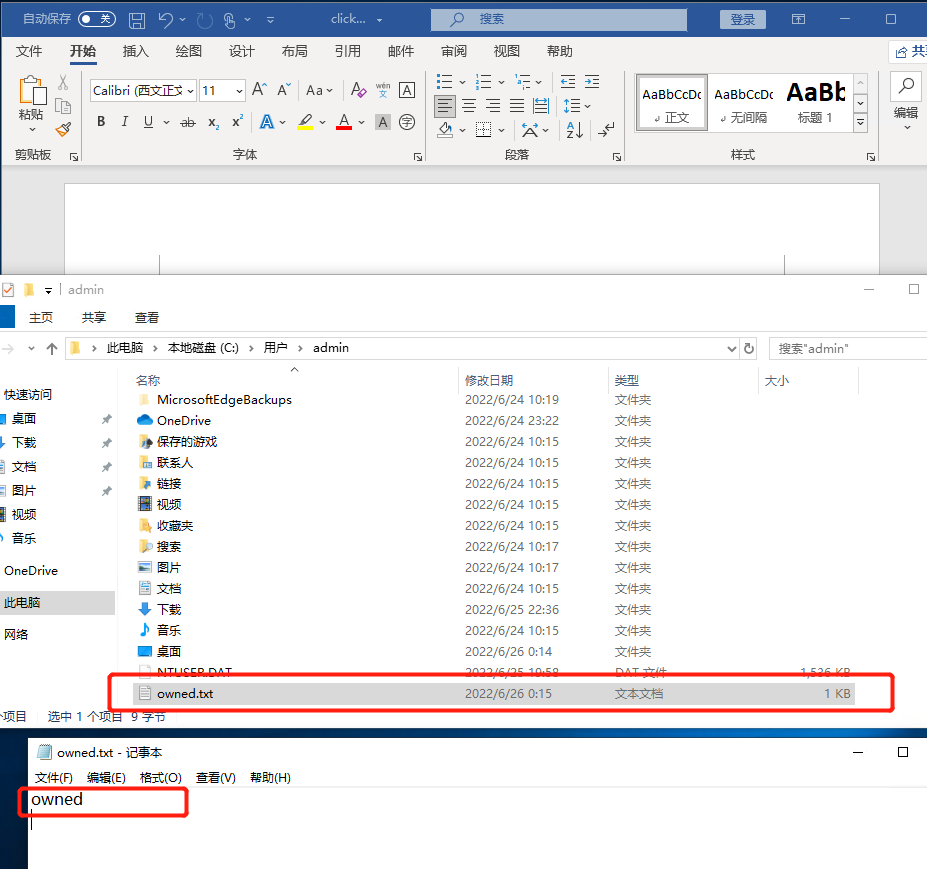 自动保存 关 click... 搜索 登录
文件 开始 插入 绘图 设计 布局 引用 邮件 审阅 视图 帮助
Calibri (西文正文 11 A A Aa A wén 文 A
粘贴 B I U ab x₂ x² A A A 字
AaBbCcDc AaBbCcDc AaBb
正文 无间隔 标题 1 编辑
剪贴板 字体 段落 样式
admin
主页 共享 查看
此电脑 本地磁盘 (C:) 用户 admin 搜索"admin"
名称 修改日期 类型 大小
快速访问
桌面
下载
文档
图片
视频
音乐
OneDrive
此电脑
网络
MicrosoftEdgeBackups 2022/6/24 10:19 文件夹
OneDrive 2022/6/24 23:22 文件夹
保存的游戏 2022/6/24 10:15 文件夹
联系人 2022/6/24 10:15 文件夹
链接 2022/6/24 10:15 文件夹
视频 2022/6/24 10:15 文件夹
收藏夹 2022/6/24 10:15 文件夹
搜索 2022/6/24 10:17 文件夹
图片 2022/6/24 10:17 文件夹
文档 2022/6/24 10:15 文件夹
下载 2022/6/25 22:36 文件夹
音乐 2022/6/24 10:15 文件夹
桌面 2022/6/26 0:14 文件夹
NTUSER.DAT 2022/6/25 19:58 DAT 文件 1,536 KB
owned.txt 2022/6/26 0:15 文本文档 1 KB
个项目 选中 1 个项目 9 字节
owned.txt - 记事本
文件(F) 编辑(E) 格式(O) 查看(V) 帮助(H)
owned